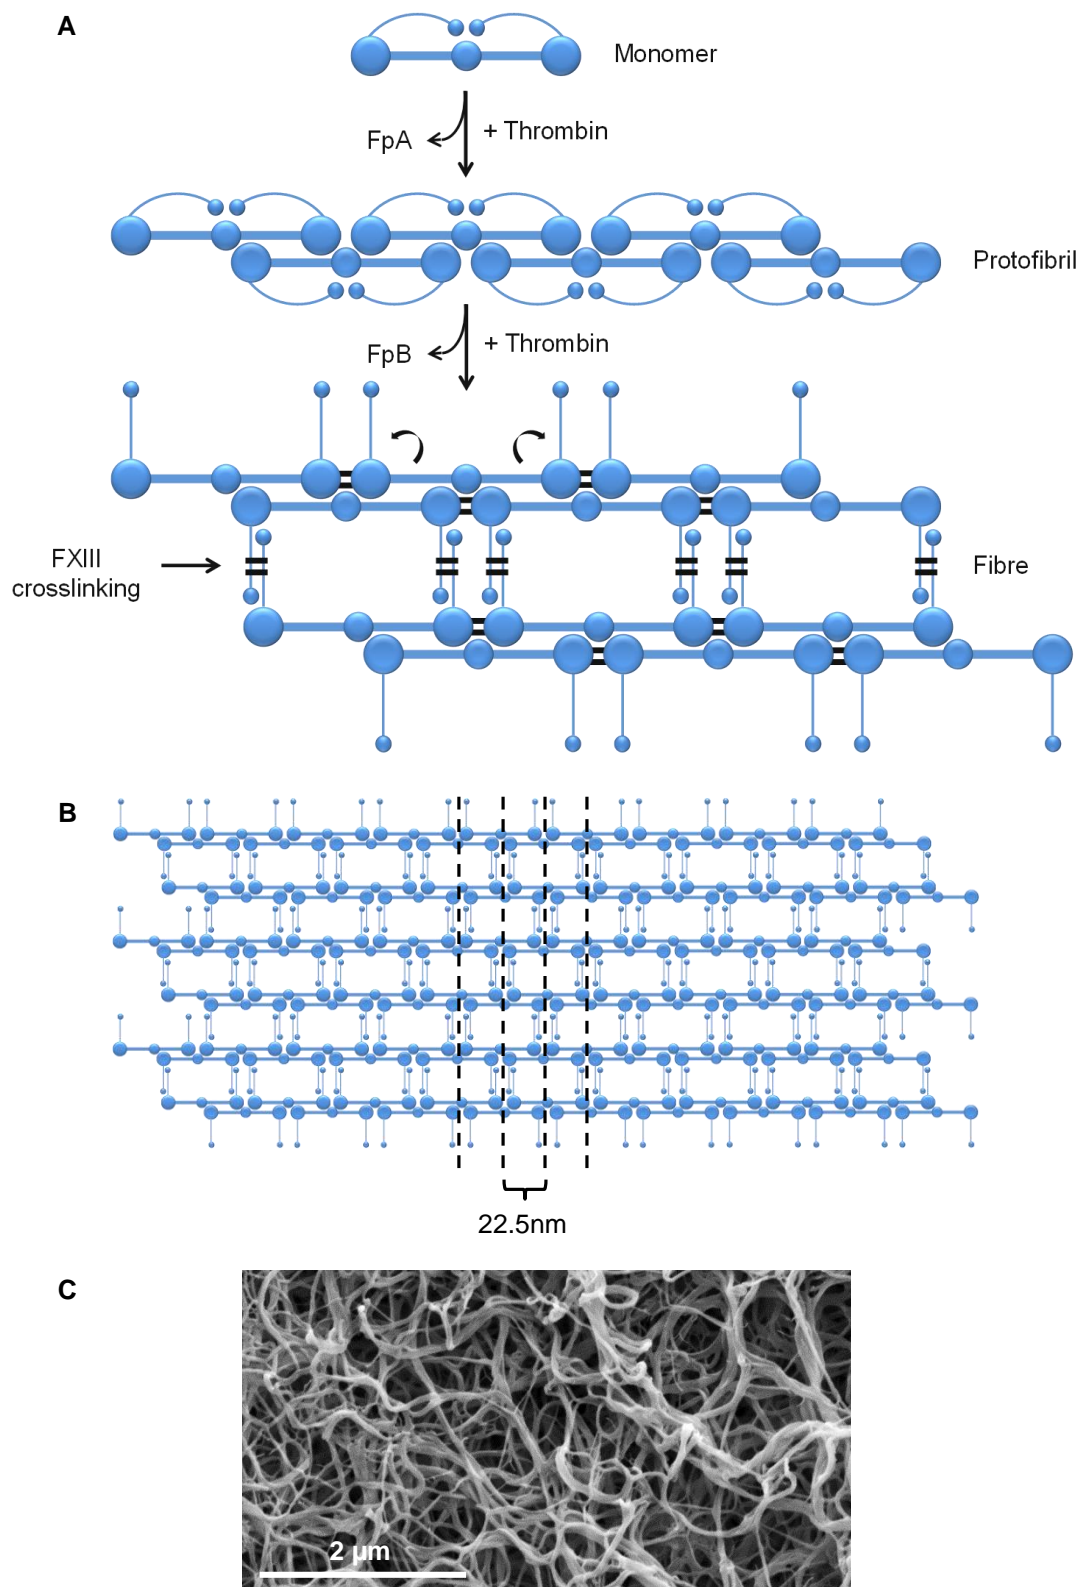 A
Monomer
FpA
+ Thrombin
Protofibril
FpB
+ Thrombin
FXIII
crosslinking
Fibre
B
22.5nm
C
2 µm